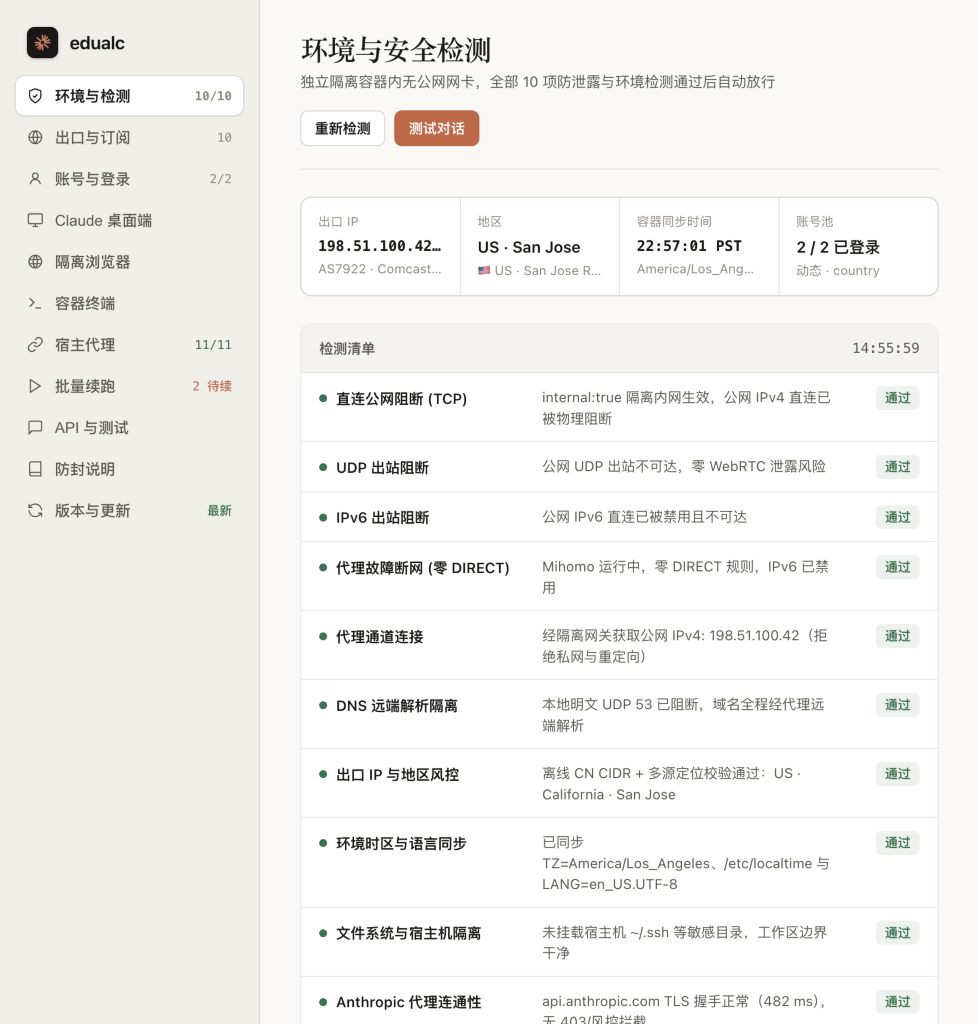 edualc
环境与检测 10/10
出口与订阅 10
账号与登录 2/2
Claude 桌面端
隔离浏览器
容器终端
宿主代理 11/11
批量续跑 2 待续
API 与测试
防封说明
版本与更新 最新
环境与安全检测
独立隔离容器内无公网网卡，全部 10 项防泄露与环境检测通过后自动放行
重新检测 测试对话
出口 IP
198.51.100.42…
AS7922 · Comcast…
地区
US · San Jose
🇺🇸 US · San Jose R…
容器同步时间
22:57:01 PST
America/Los_Ang…
账号池
2 / 2 已登录
动态 · country
检测清单 14:55:59
直连公网阻断 (TCP)
internal:true 隔离内网生效，公网 IPv4 直连已
被物理阻断
通过
UDP 出站阻断
公网 UDP 出站不可达，零 WebRTC 泄露风险
通过
IPv6 出站阻断
公网 IPv6 直连已被禁用且不可达
通过
代理故障断网 (零 DIRECT)
Mihomo 运行中，零 DIRECT 规则，IPv6 已禁
用
通过
代理通道连接
经隔离网关获取公网 IPv4: 198.51.100.42（拒
绝私网与重定向）
通过
DNS 远端解析隔离
本地明文 UDP 53 已阻断，域名全程经代理远
端解析
通过
出口 IP 与地区风控
离线 CN CIDR + 多源定位校验通过：US ·
California · San Jose
通过
环境时区与语言同步
已同步
TZ=America/Los_Angeles、/etc/localtime 与
LANG=en_US.UTF-8
通过
文件系统与宿主机隔离
未挂载宿主机 ~/.ssh 等敏感目录，工作区边界
干净
通过
Anthropic 代理连通性
api.anthropic.com TLS 握手正常（482 ms），
无 403/风控拦截
通过